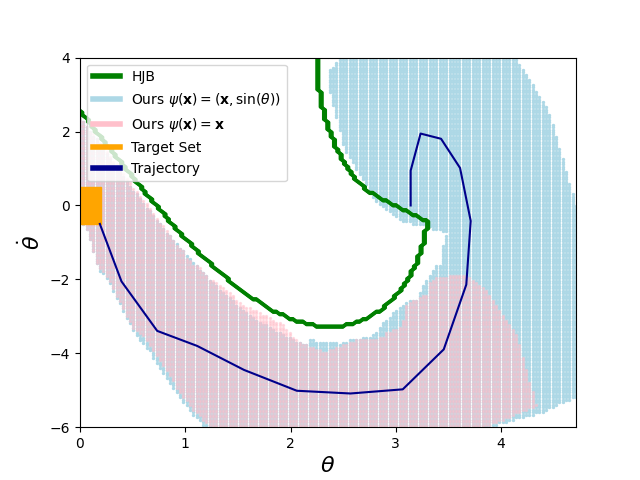 HJB
Ours ψ(x) = (x, sin(θ))
Ours ψ(x) = x
Target Set
Trajectory
4
2
0
−2
−4
−6
θ̇
0
1
2
3
4
θ